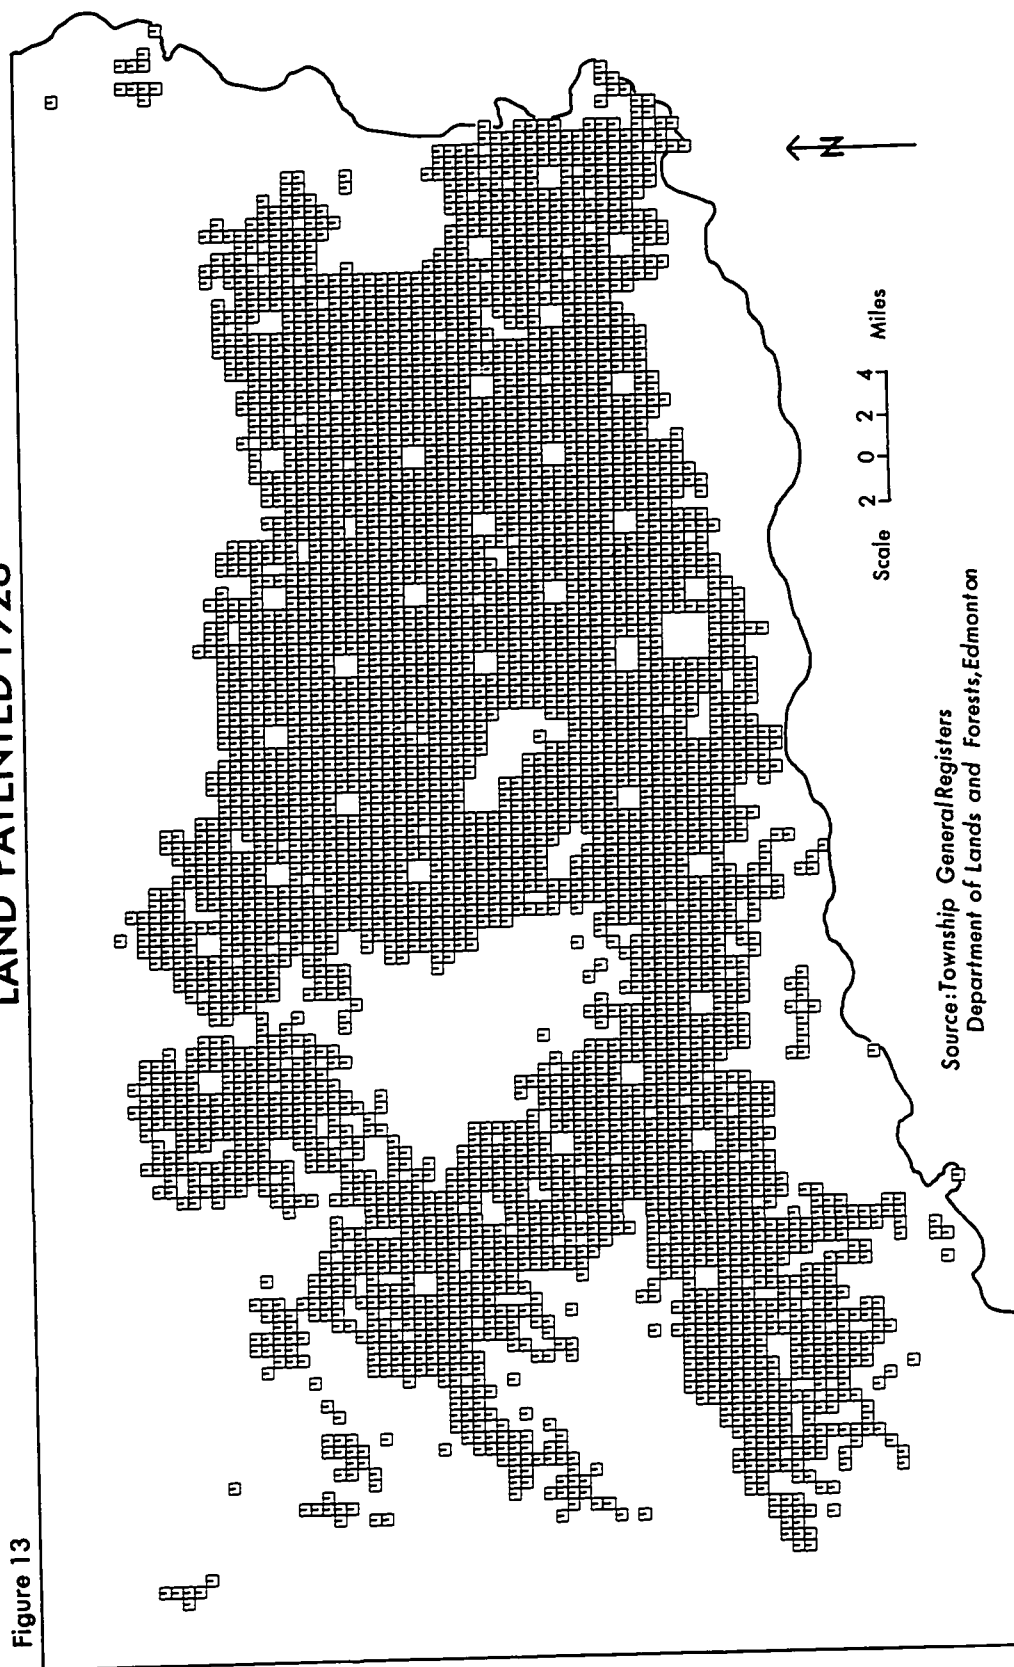 Figure 13
LAND PATENTED 1928
N
Scale 2 0 2 4 Miles
Source: Township General Registers
Department of Lands and Forests, Edmonton